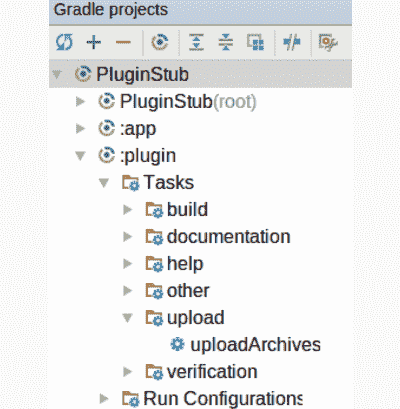 Gradle projects
PluginStub
PluginStub(root)
:app
:plugin
Tasks
build
documentation
help
other
upload
uploadArchives
verification
Run Configurations